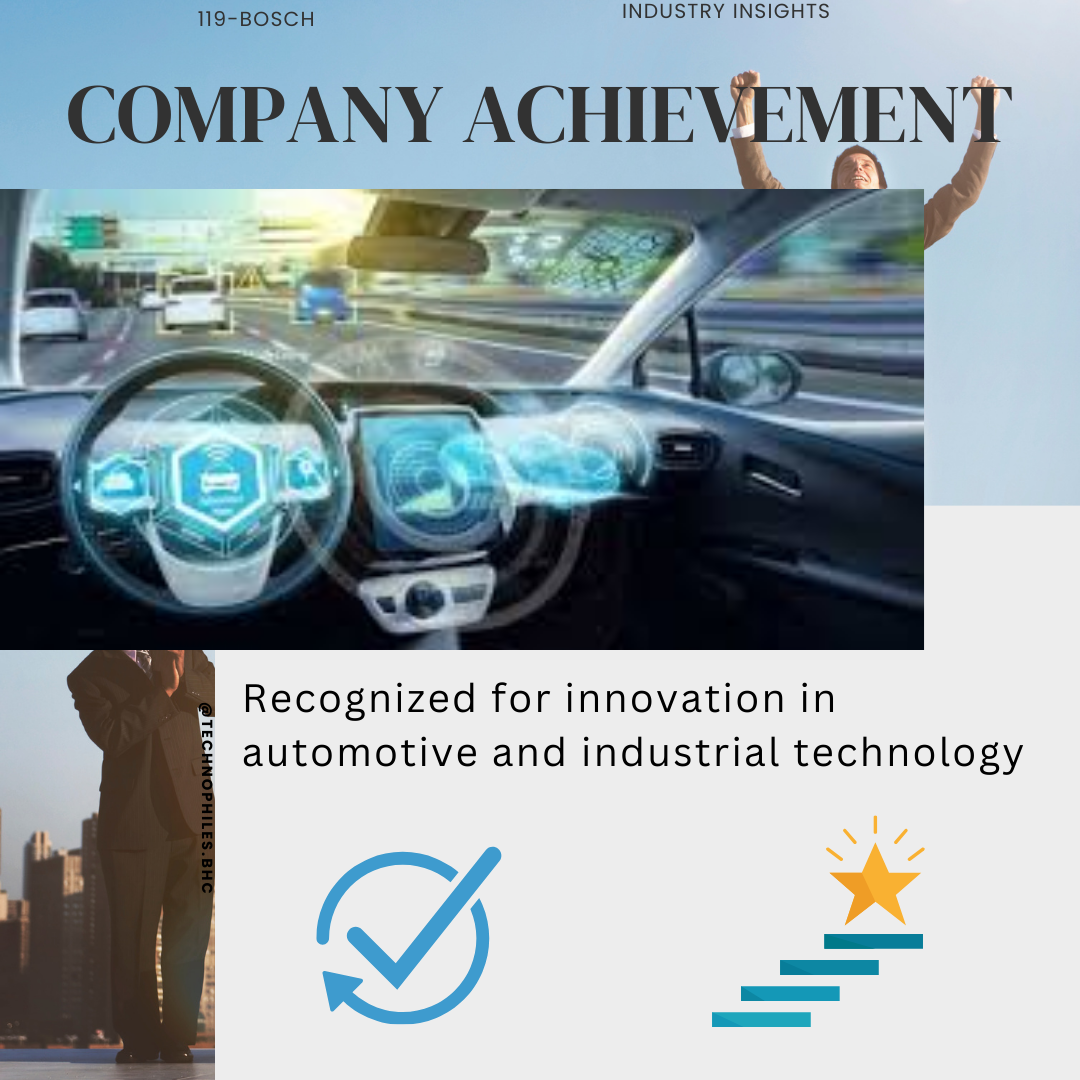 119-BOSCH
INDUSTRY INSIGHTS
COMPANY ACHIEVEMENT
Recognized for innovation in
automotive and industrial technology
@TECHNOPHILES.BHC